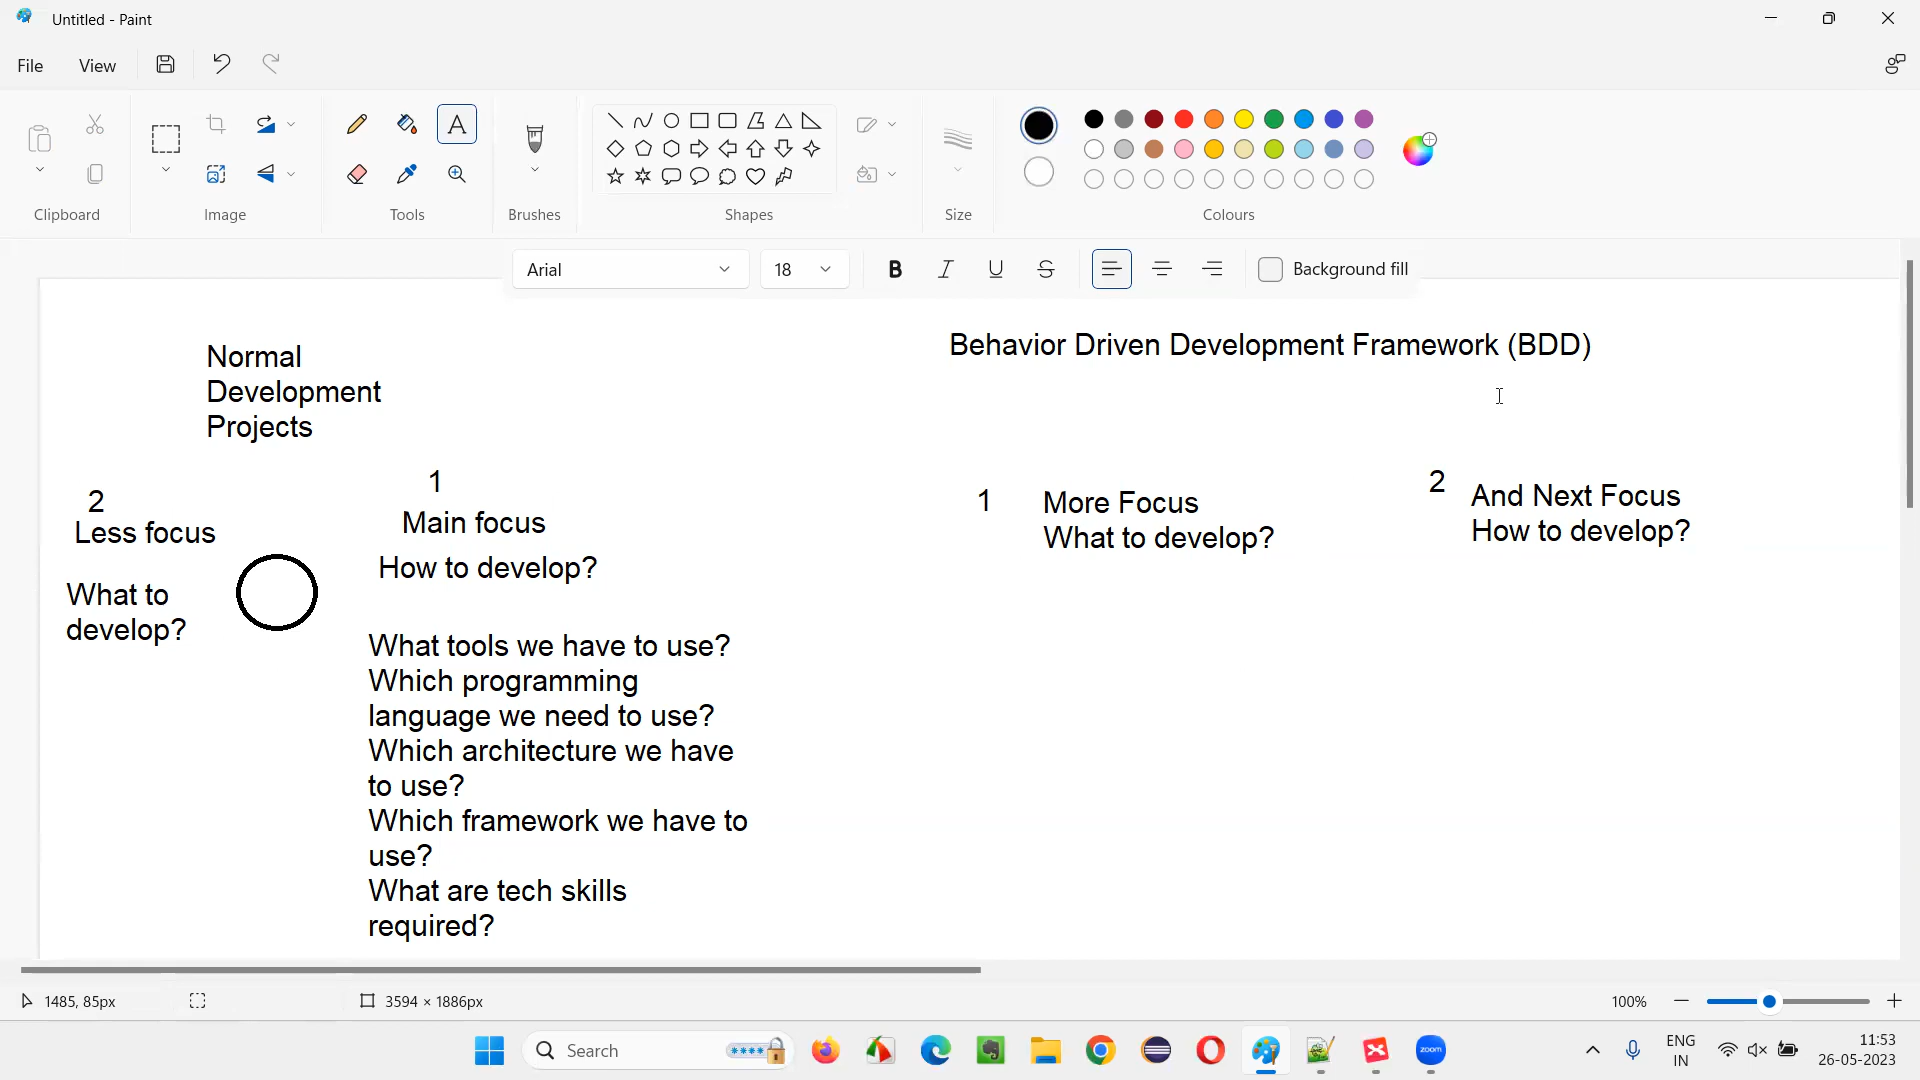 Untitled - Paint
File
View
Clipboard
Image
Tools
Brushes
Shapes
Size
Colours
Arial
18
B
I
U
S
Background fill
Normal
Development
Projects
2
Less focus
What to
develop?
1
Main focus
How to develop?
What tools we have to use?
Which programming
language we need to use?
Which architecture we have
to use?
Which framework we have to
use?
What are tech skills
required?
Behavior Driven Development Framework (BDD)
1
More Focus
What to develop?
2
And Next Focus
How to develop?
1485, 85px
3594 × 1886px
100%
Search
zoom
ENG
IN
11:53
26-05-2023